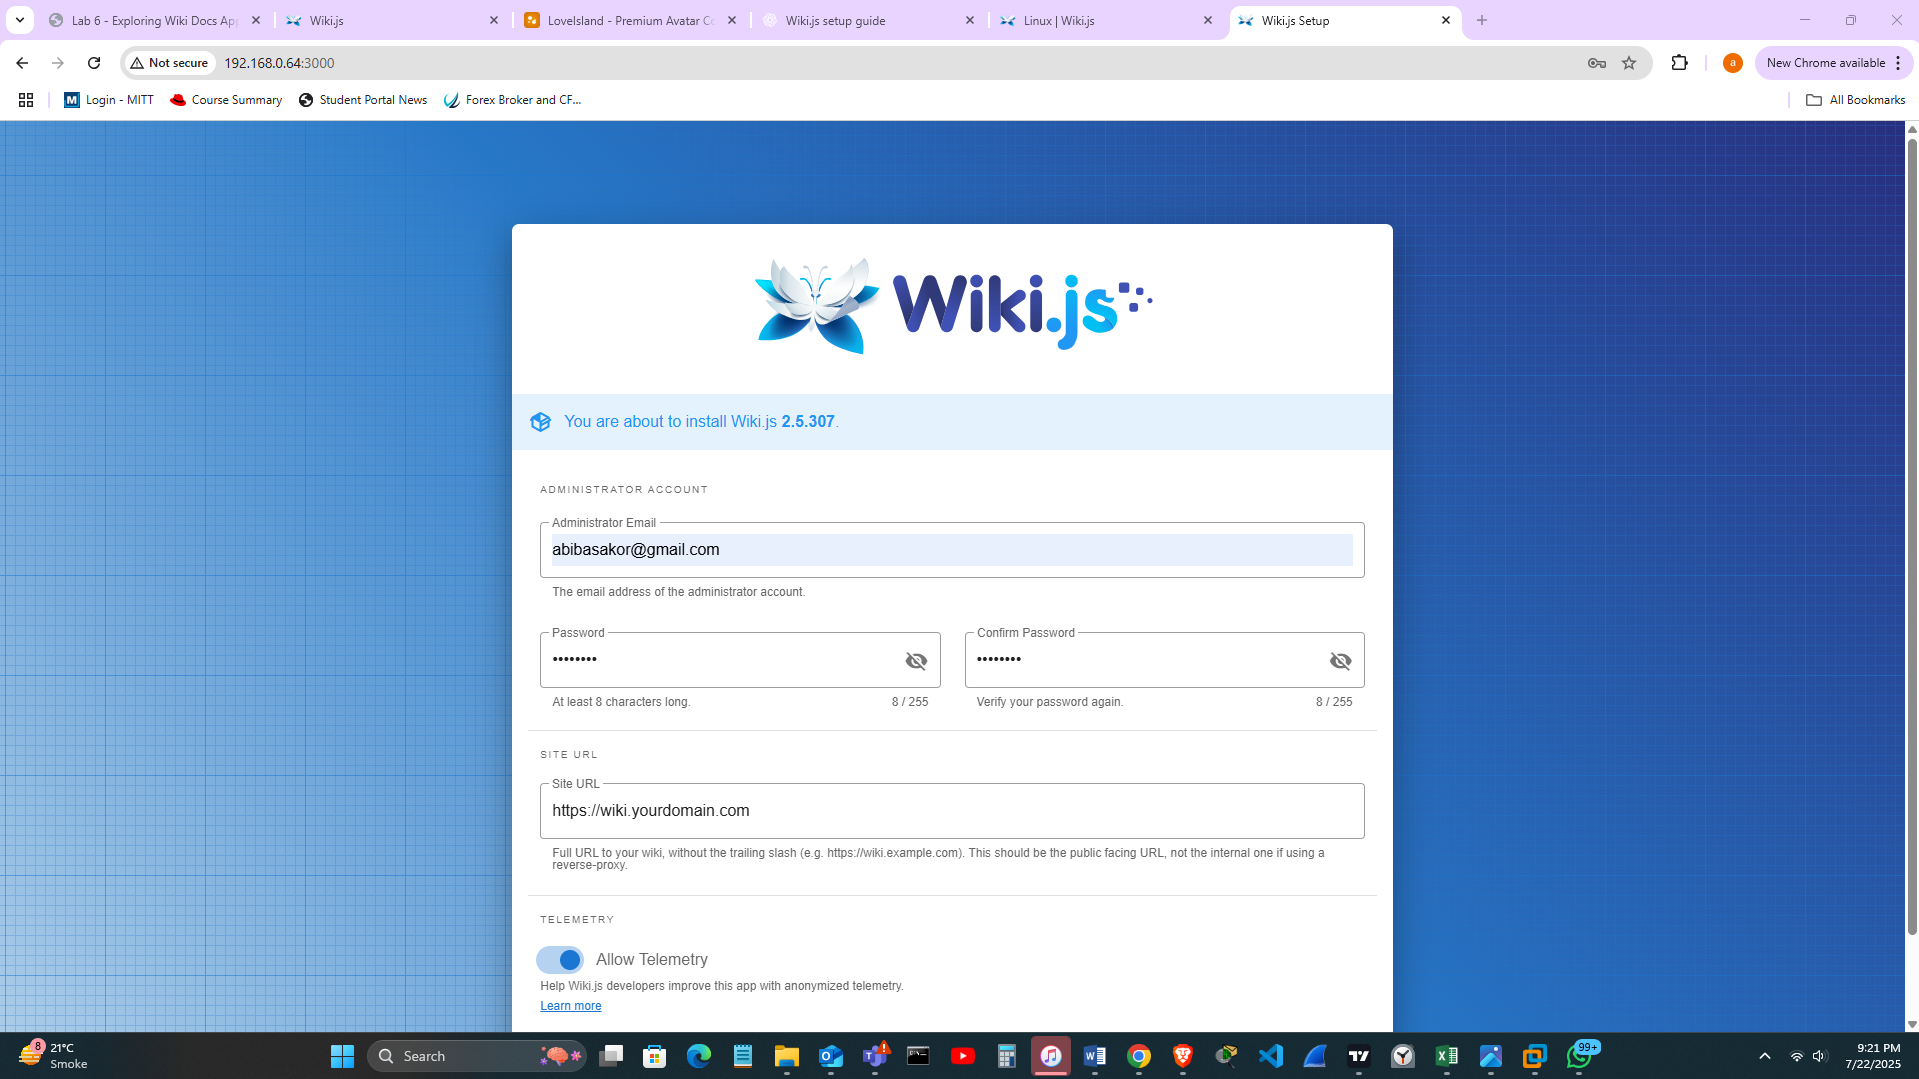 Lab 6 - Exploring Wiki Docs App
Wiki.js
LoveIsland - Premium Avatar Co
Wiki.js setup guide
Linux | Wiki.js
Wiki.js Setup
Not secure
192.168.0.64:3000
a
New Chrome available
M
Login - MITT
Course Summary
Student Portal News
Forex Broker and CF...
All Bookmarks
Wiki.js
You are about to install Wiki.js 2.5.307.
ADMINISTRATOR ACCOUNT
Administrator Email
abibasakor@gmail.com
The email address of the administrator account.
Password
••••••••
At least 8 characters long.
8 / 255
Confirm Password
••••••••
Verify your password again.
8 / 255
SITE URL
Site URL
https://wiki.yourdomain.com
Full URL to your wiki, without the trailing slash (e.g. https://wiki.example.com). This should be the public facing URL, not the internal one if using a
reverse-proxy.
TELEMETRY
Allow Telemetry
Help Wiki.js developers improve this app with anonymized telemetry.
Learn more
8
21°C
Smoke
Search
99+
9:21 PM
7/22/2025